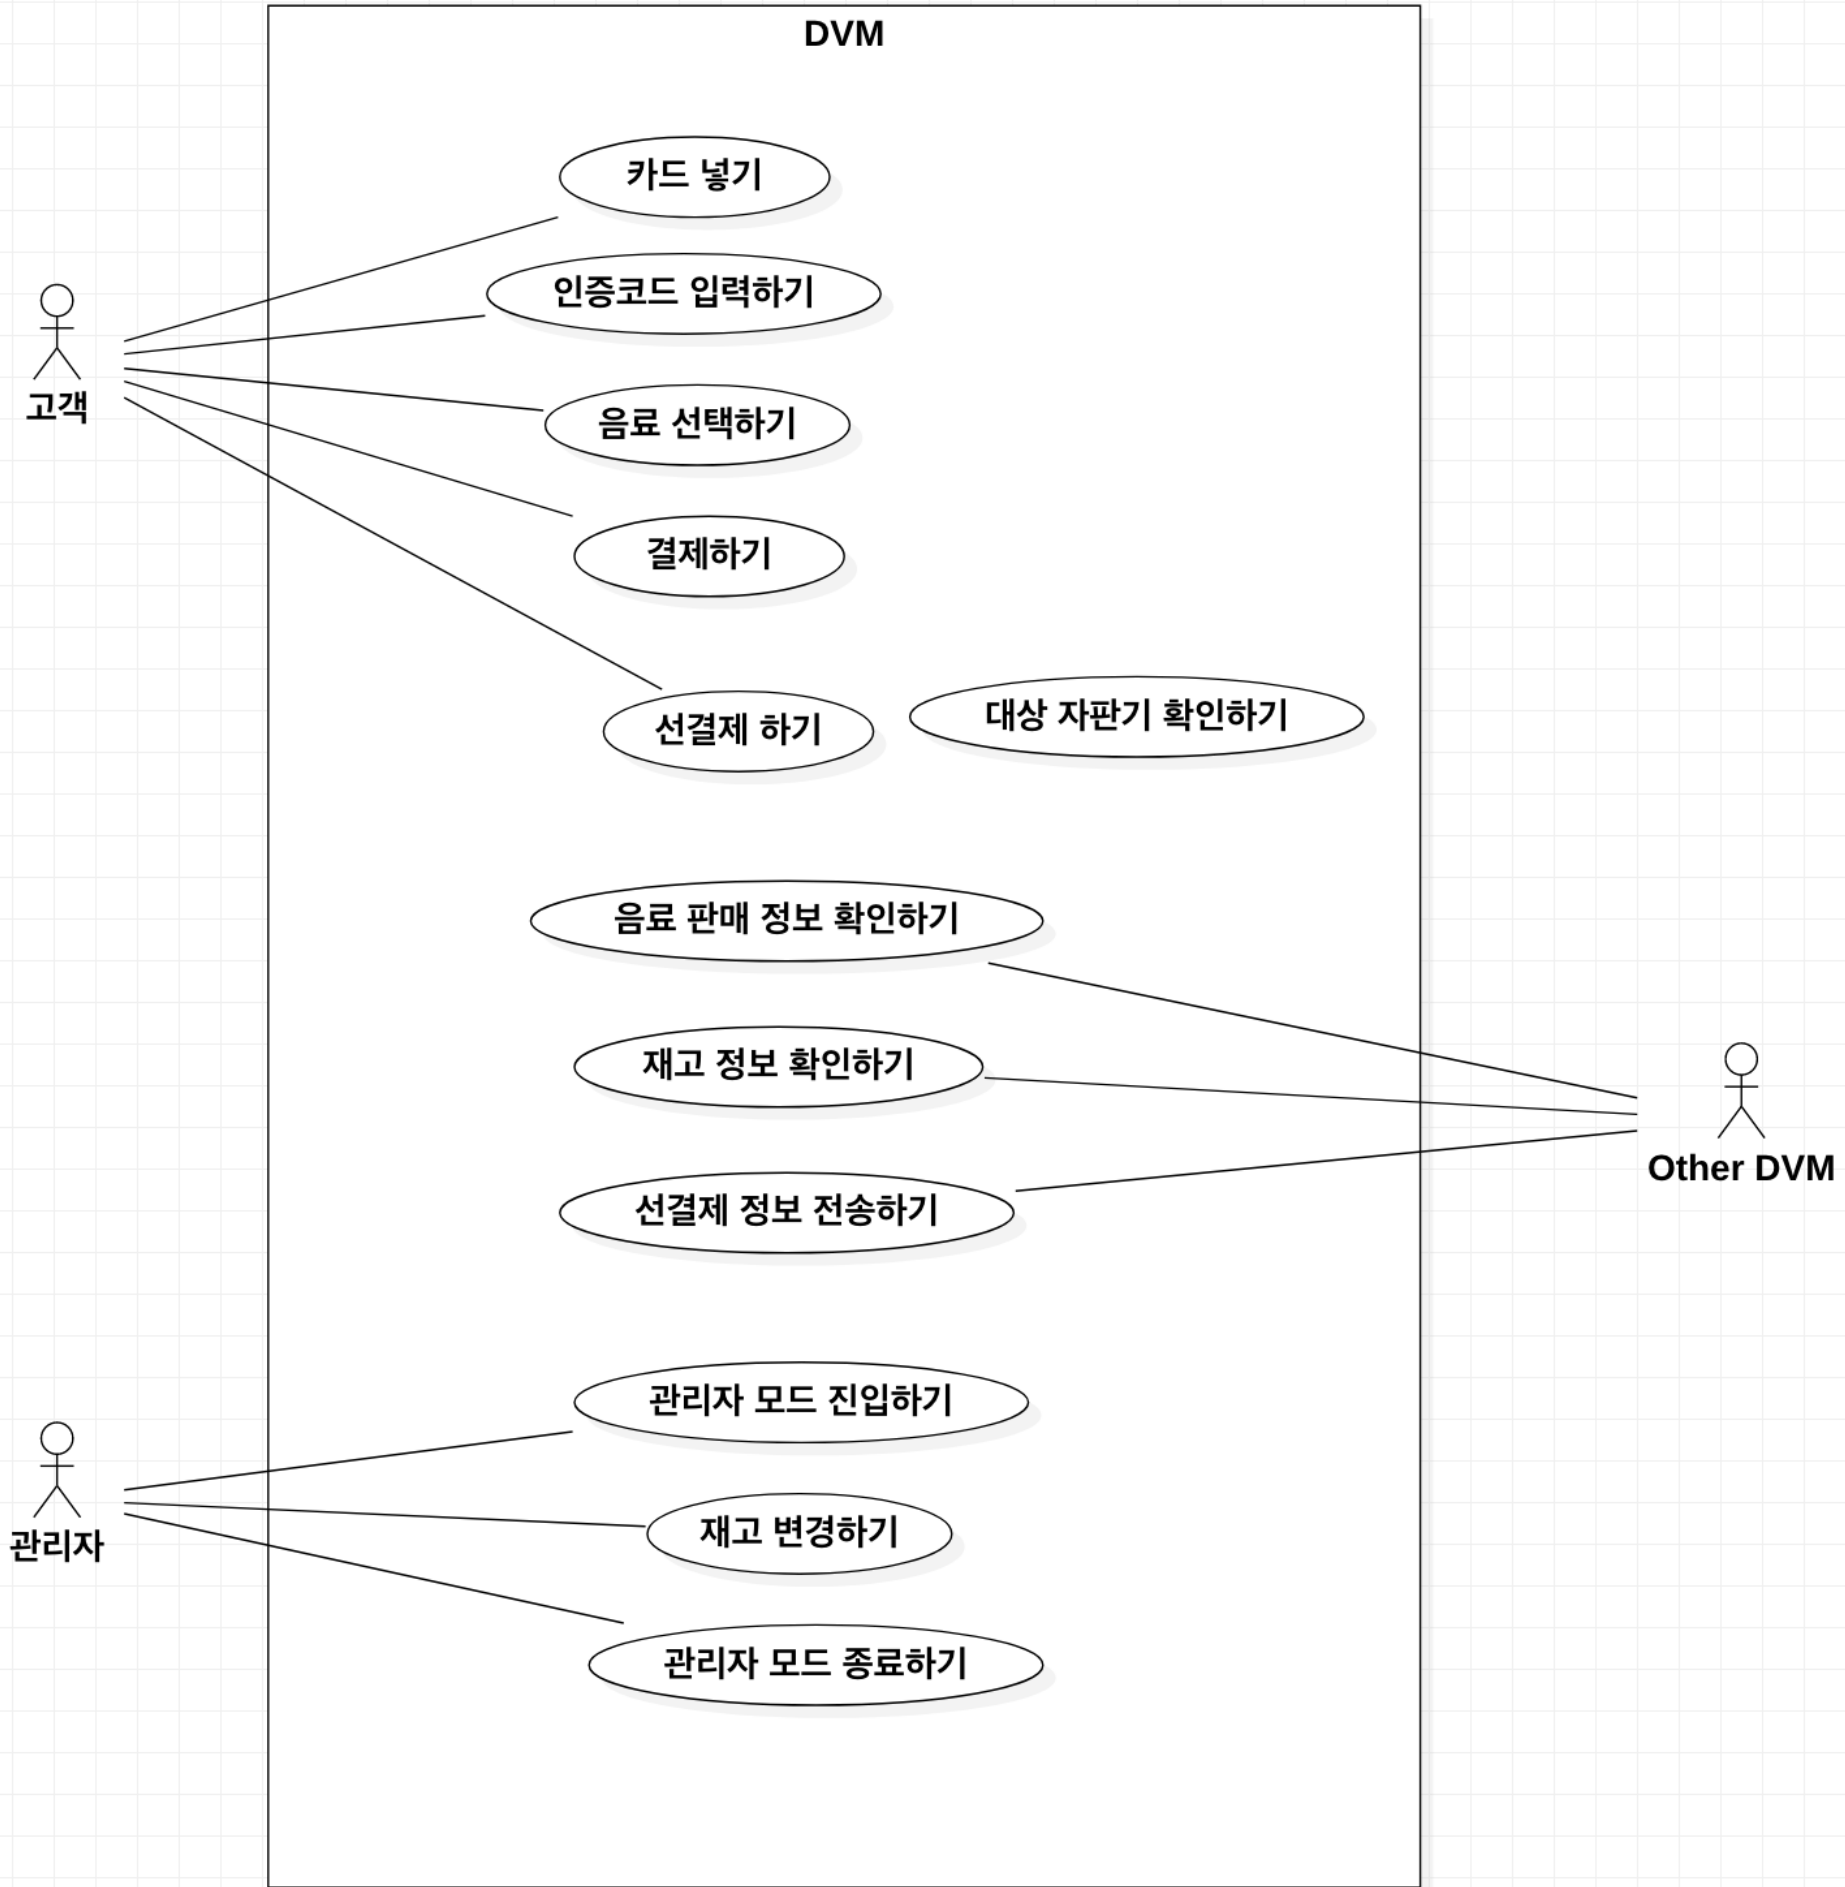 DVM
카드 넣기
인증코드 입력하기
고객
음료 선택하기
결제하기
선결제 하기
대상 자판기 확인하기
음료 판매 정보 확인하기
재고 정보 확인하기
Other DVM
선결제 정보 전송하기
관리자 모드 진입하기
관리자
재고 변경하기
관리자 모드 종료하기